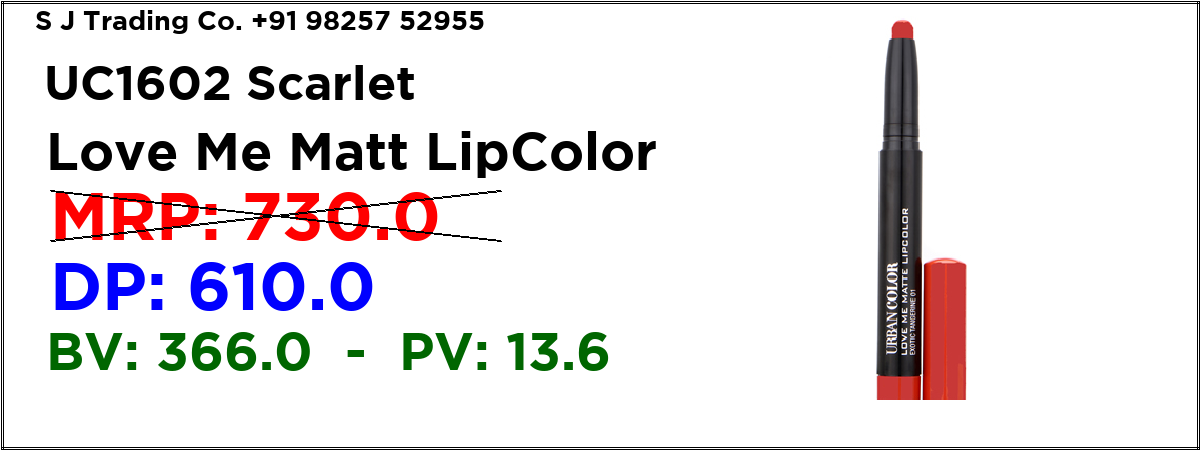 S J Trading Co. +91 98257 52955
UC1602 Scarlet
Love Me Matt LipColor
MRP: 730.0
DP: 610.0
BV: 366.0 - PV: 13.6
URBAN COLOR
LOVE ME MATTE LIPCOLOR
EXOTIC TANGERINE 01